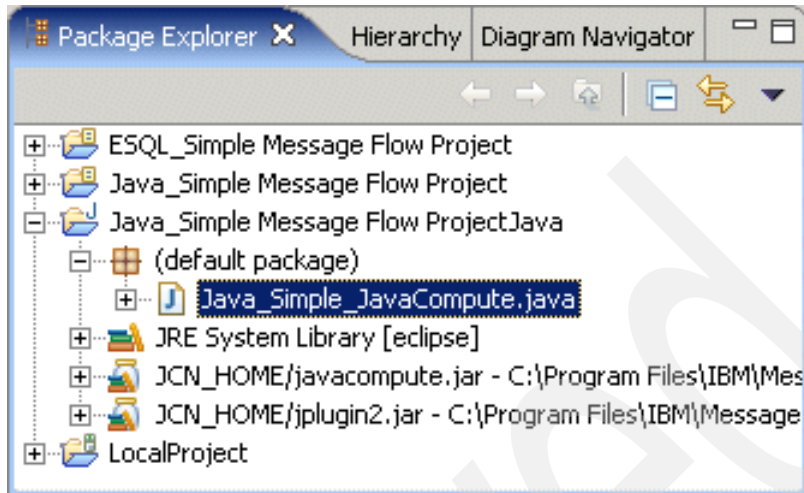 Package Explorer Hierarchy Diagram Navigator
ESQL_Simple Message Flow Project
Java_Simple Message Flow Project
Java_Simple Message Flow ProjectJava
(default package)
Java_Simple_JavaCompute.java
JRE System Library [eclipse]
JCN_HOME/javacompute.jar - C:\Program Files\IBM\Mes
JCN_HOME/jplugin2.jar - C:\Program Files\IBM\Message
LocalProject